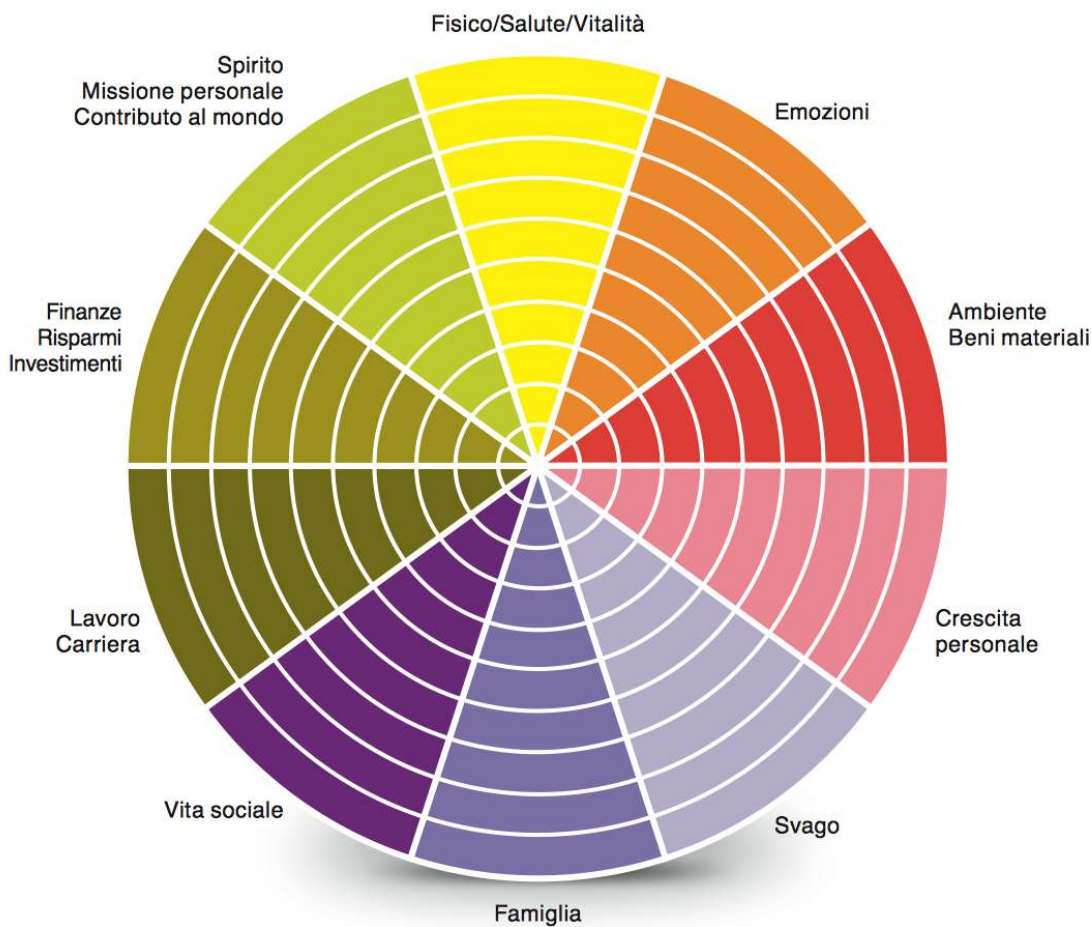 Fisico/Salute/Vitalità
Spirito
Missione personale
Contributo al mondo
Emozioni
Finanze
Risparmi
Investimenti
Ambiente
Beni materiali
Lavoro
Carriera
Crescita
personale
Vita sociale
Svago
Famiglia